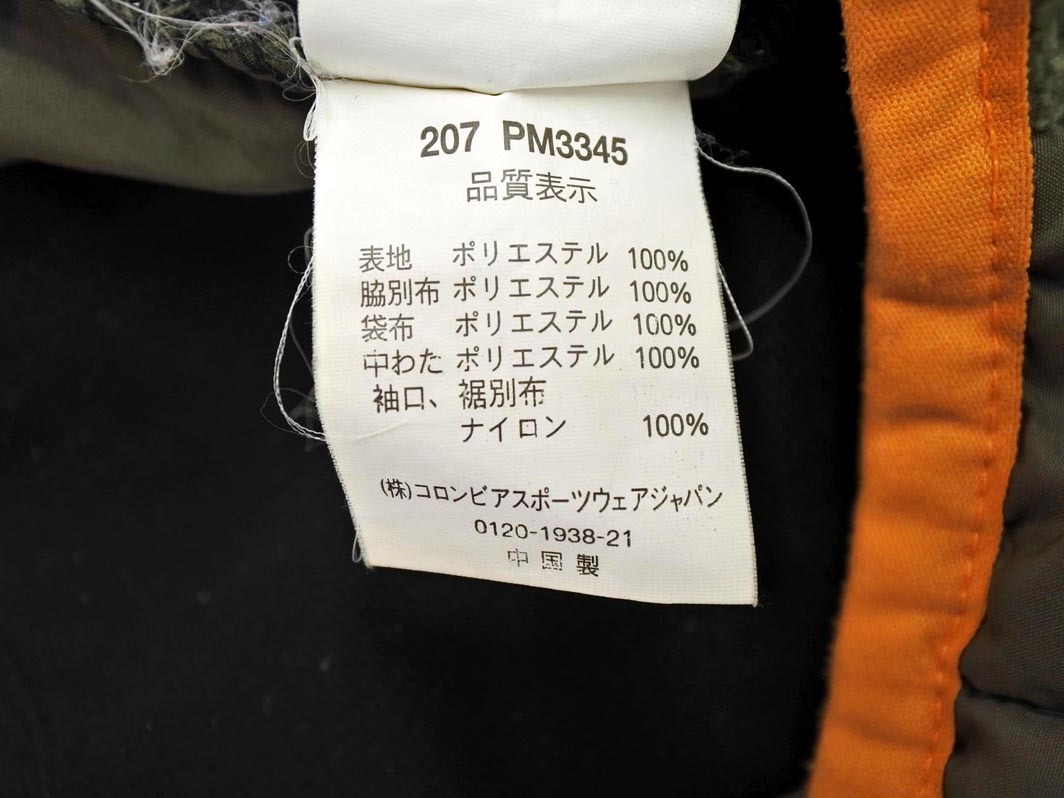 207 PM3345
品質表示
表地 ポリエステル 100%
脇別布 ポリエステル 100%
袋布 ポリエステル 100%
中わた ポリエステル 100%
袖口、裾別布
ナイロン 100%
(株)コロンビアスポーツウェアジャパン
0120-1938-21
中国製